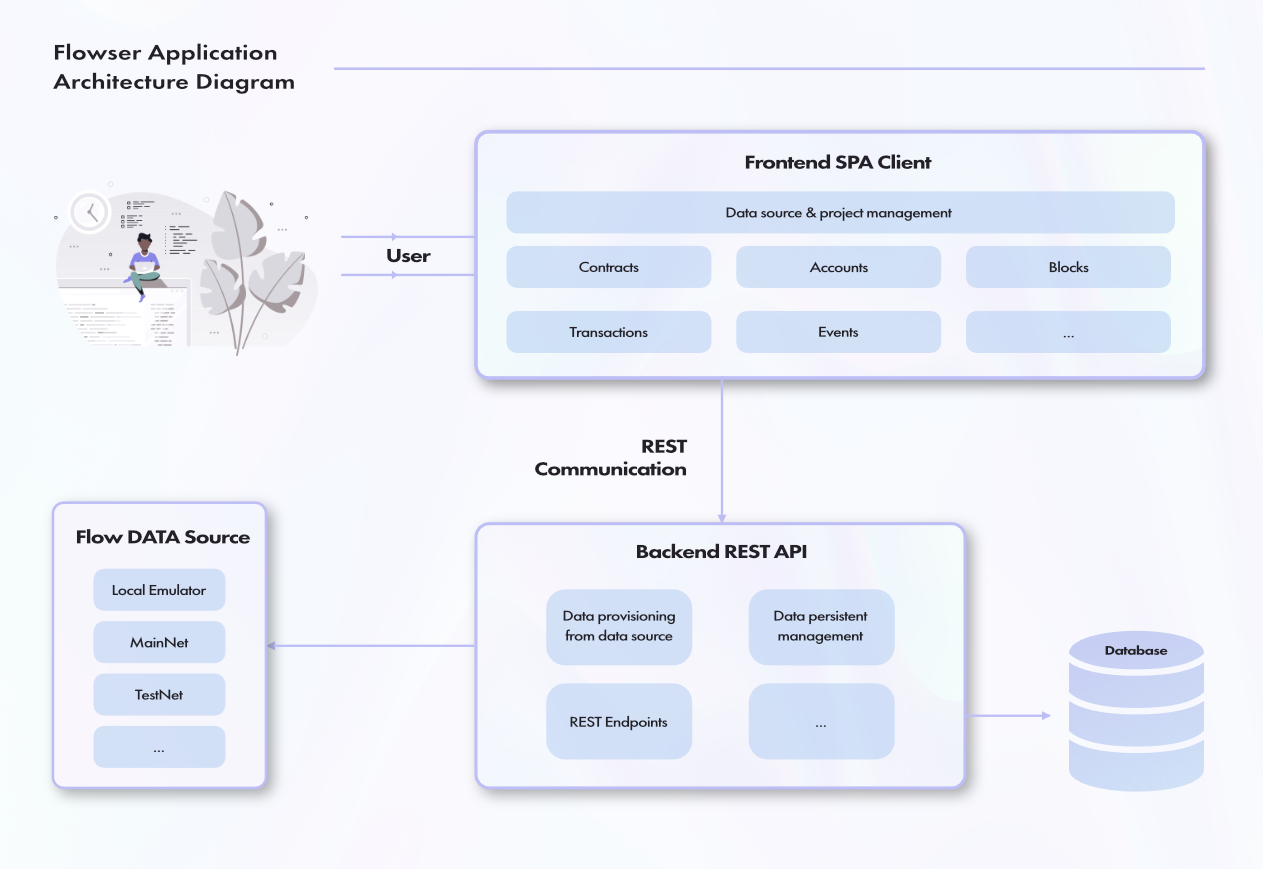 Flowser Application
Architecture Diagram
Frontend SPA Client
Data source & project management
User
Contracts
Accounts
Blocks
Transactions
Events
...
REST
Communication
Flow DATA Source
Local Emulator
MainNet
TestNet
...
Backend REST API
Data provisioning
from data source
Data persistent
management
REST Endpoints
...
Database